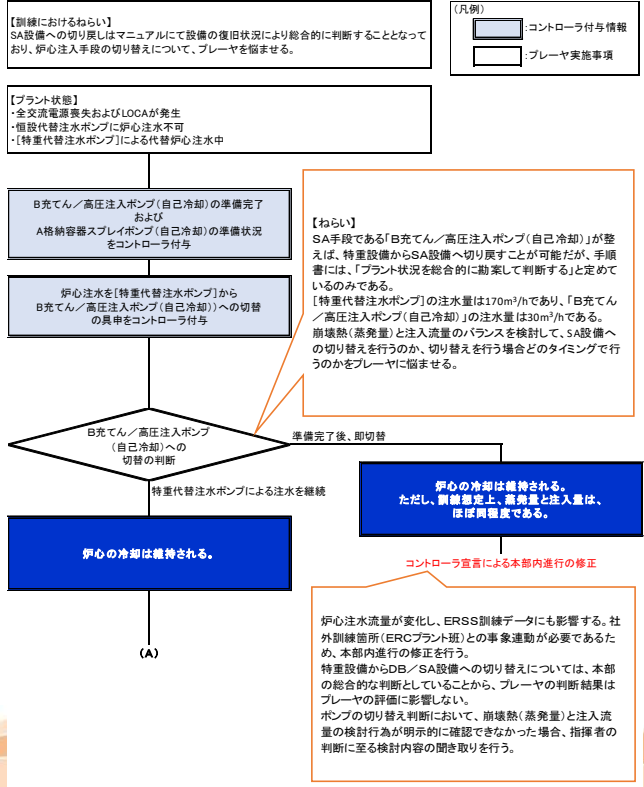 【訓練におけるねらい】
SA設備への切り戻しはマニュアルにて設備の復旧状況により総合的に判断することとなって
おり、炉心注入手段の切り替えについて、プレーヤを悩ませる。
(凡例)
:コントローラ付与情報
:プレーヤ実施事項
【プラント状態】
・全交流電源喪失およびLOCAが発生
・恒設代替注水ポンプに炉心注水不可
・[特重代替注水ポンプ]による代替炉心注水中
B充てん／高圧注入ポンプ(自己冷却)の準備完了
および
A格納容器スプレイポンプ(自己冷却)の準備状況
をコントローラ付与
炉心注水を[特重代替注水ポンプ]から
B充てん／高圧注入ポンプ(自己冷却))への切替
の具申をコントローラ付与
【ねらい】
SA手段である「B充てん／高圧注入ポンプ(自己冷却)」が整
えば、特重設備からSA設備へ切り戻すことが可能だが、手順
書には、「プラント状況を総合的に勘案して判断する」と定めて
いるのみである。
[特重代替注水ポンプ]の注水量は170m³/hであり、「B充てん
／高圧注入ポンプ(自己冷却)」の注水量は30m³/hである。
崩壊熱(蒸発量)と注入流量のバランスを検討して、SA設備へ
の切り替えを行うのか、切り替えを行う場合どのタイミングで行
うのかをプレーヤに悩ませる。
B充てん／高圧注入ポンプ
(自己冷却)への
切替の判断
準備完了後、即切替
特重代替注水ポンプによる注水を継続
炉心の冷却は維持される。
ただし、訓練想定上、蒸発量と注入量は、
ほぼ同程度である。
炉心の冷却は維持される。
コントローラ宣言による本部内進行の修正
(A)
炉心注水流量が変化し、ERSS訓練データにも影響する。社
外訓練箇所(ERCプラント班)との事象連動が必要であるた
め、本部内進行の修正を行う。
特重設備からDB／SA設備への切り替えについては、本部
の総合的な判断としていることから、プレーヤの判断結果は
プレーヤの評価に影響しない。
ポンプの切り替え判断において、崩壊熱(蒸発量)と注入流
量の検討行為が明示的に確認できなかった場合、指揮者の
判断に至る検討内容の聞き取りを行う。